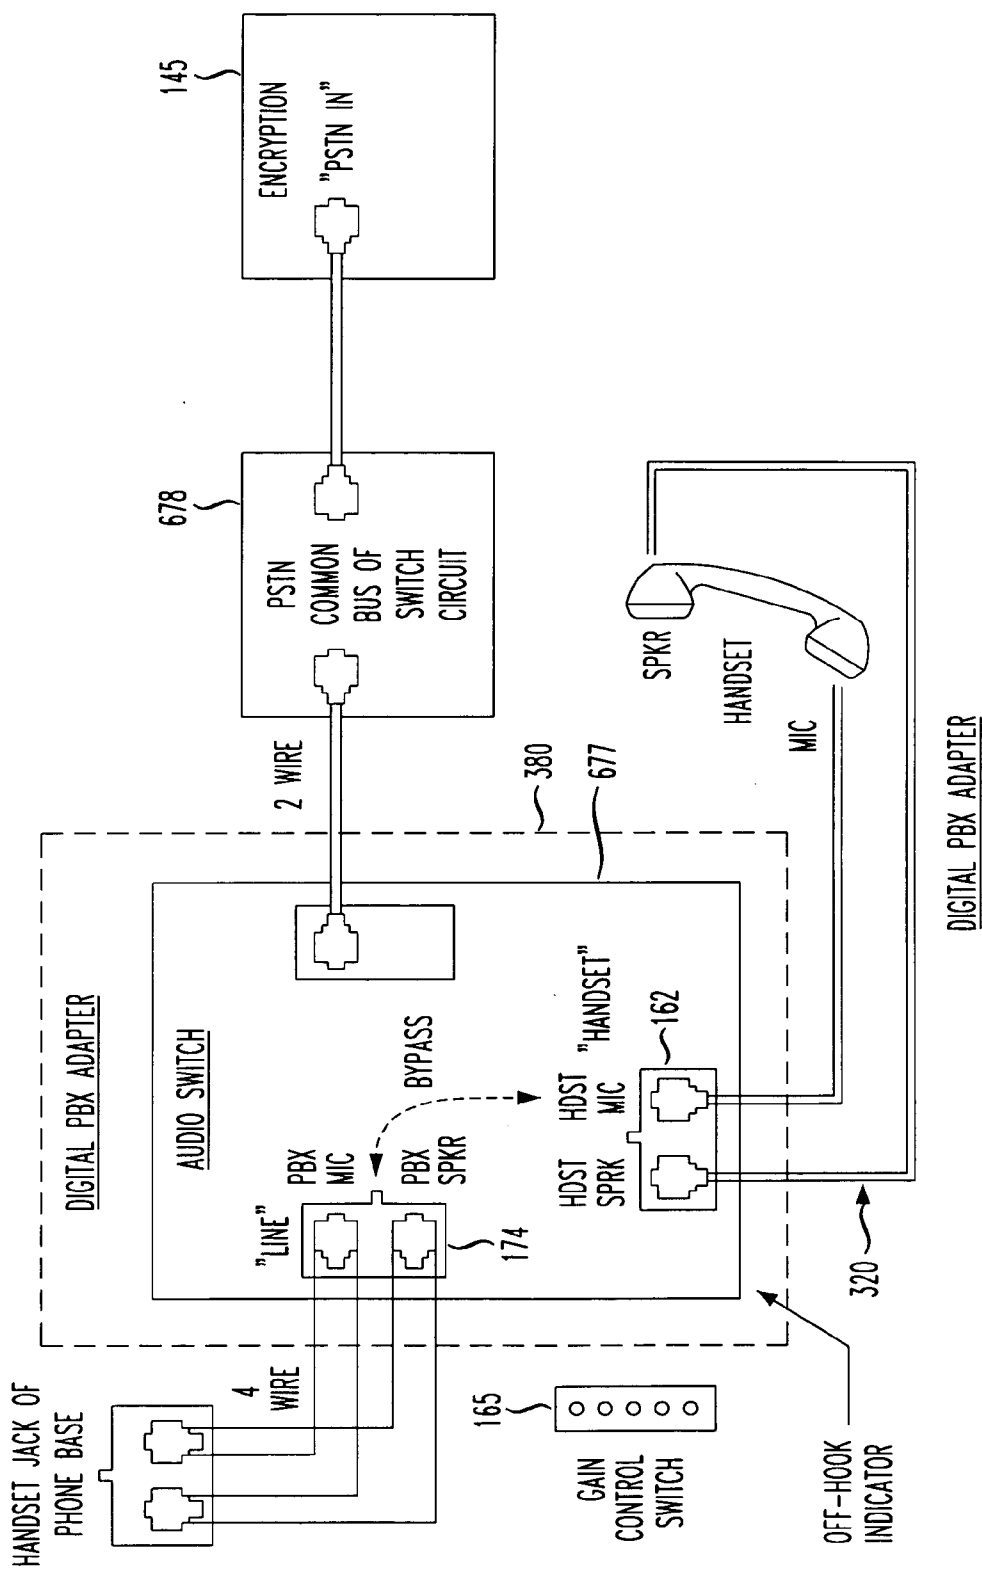 HANDSET JACK OF
PHONE BASE
4
WIRE
DIGITAL PBX ADAPTER
AUDIO SWITCH
"LINE"
PBX
MIC
PBX
SPKR
174
BYPASS
HDST
SPRK
HDST
MIC
"HANDSET"
162
2 WIRE
380
677
678
PSTN
COMMON
BUS OF
SWITCH
CIRCUIT
145
ENCRYPTION
"PSTN IN"
165
GAIN
CONTROL
SWITCH
OFF-HOOK
INDICATOR
320
SPKR
HANDSET
MIC
DIGITAL PBX ADAPTER